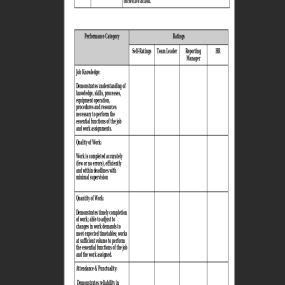 Performance Category
Ratings
Self-Ratings
Team Leader
Reporting
Manager
HR
Job Knowledge:
Demonstrates understanding of
knowledge, skills, processes,
equipment operation,
procedures and resources
necessary to perform the
essential functions of the job
and work assignments.
Quality of Work:
Work is completed accurately
(few or no errors), efficiently
and within deadlines with
minimal supervision
Quantity of Work:
Demonstrates timely completion
of work; able to adjust to
changes in work demands to
meet expected timetables; works
at sufficient volume to perform
the essential functions of the job
and the work assigned.
Attendance & Punctuality
Demonstrates reliability in